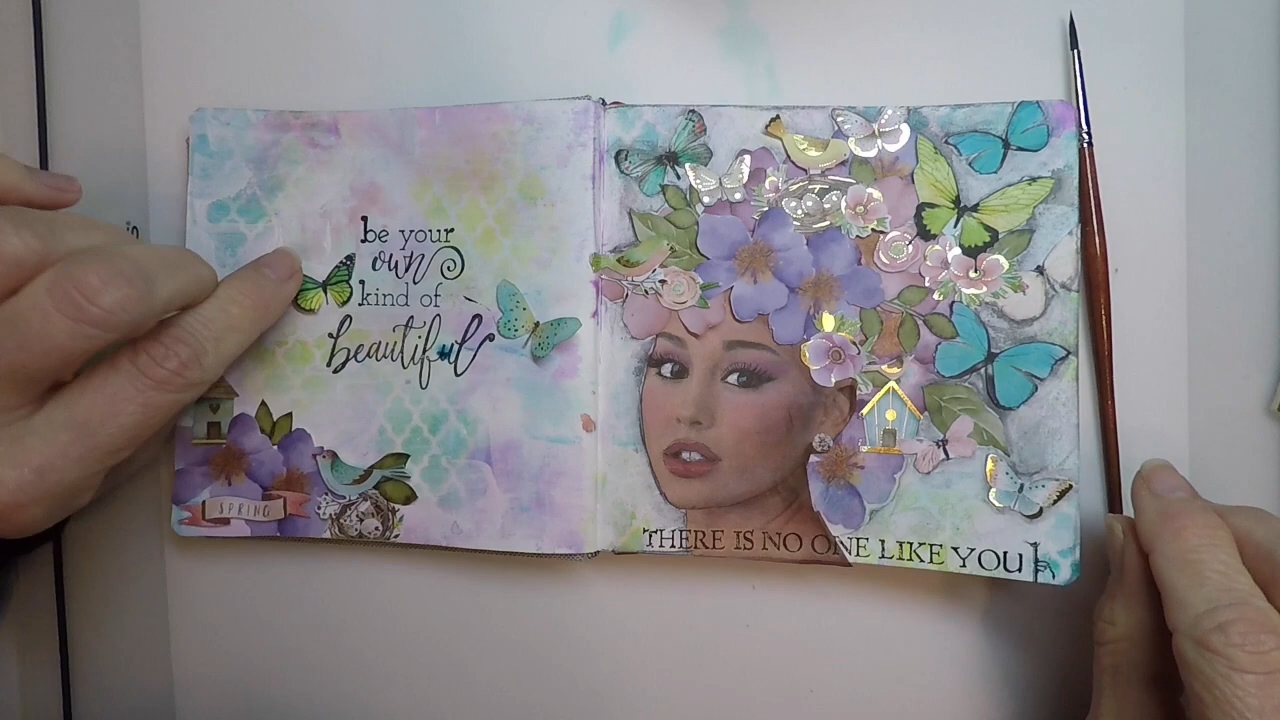 be your
own
kind of
beautiful
SPRING
THERE IS NO ONE LIKE YOU